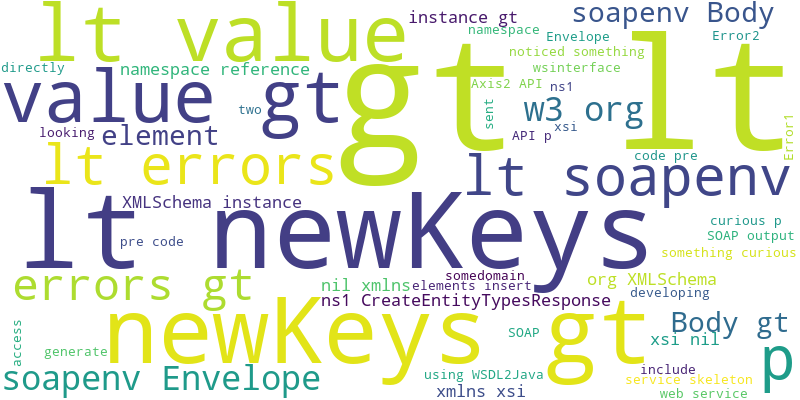 lt value
instance gt
soapenv Body
namespace
Envelope
Error2
noticed something
directly
namespace reference
wsinterface
gt
lt
value gt
Axis2 API
ns1
two
w3 org
sent
looking
element
API p
xsi
Error1
lt errors
code pre
lt soapenv
lt newKeys
XMLSchema instance
curious p
pre code
SOAP output
something curious
errors gt
somedomain
nil xmlns
elements insert
org XMLSchema
ns1 CreateEntityTypesResponse
developing
newKeys gt
Body gt
access
SOAP
xsi nil
p
generate
include
soapenv Envelope
using WSDL2Java
service skeleton
xmlns xsi
web service